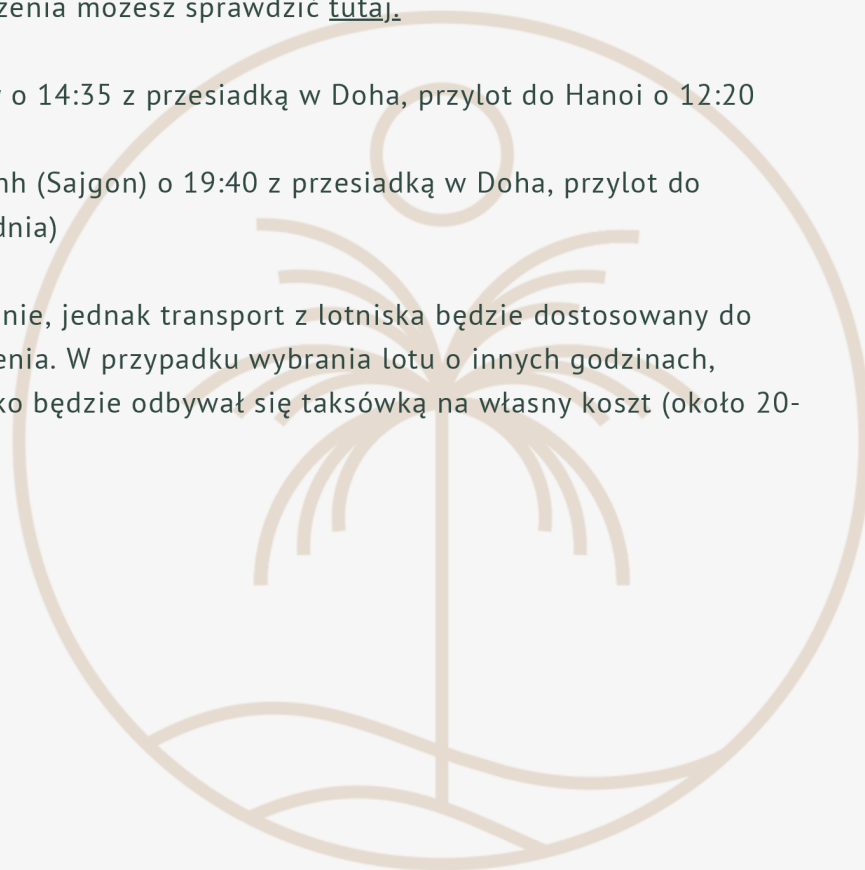 zenia możesz sprawdzić tutaj.
o 14:35 z przesiadką w Doha, przylot do Hanoi o 12:20
nh (Sajgon) o 19:40 z przesiadką w Doha, przylot do
dnia)
nie, jednak transport z lotniska będzie dostosowany do
enia. W przypadku wybrania lotu o innych godzinach,
ko będzie odbywał się taksówką na własny koszt (około 20-